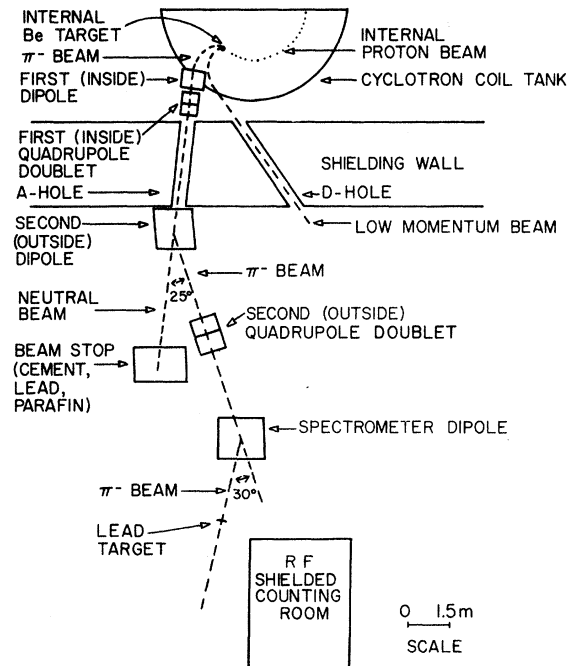 INTERNAL
Be TARGET
π⁻ BEAM
FIRST (INSIDE)
DIPOLE
INTERNAL
PROTON BEAM
CYCLOTRON COIL TANK
FIRST (INSIDE)
QUADRUPOLE
DOUBLET
A-HOLE
SHIELDING WALL
D-HOLE
LOW MOMENTUM BEAM
SECOND
(OUTSIDE)
DIPOLE
π⁻ BEAM
NEUTRAL
BEAM
25°
SECOND (OUTSIDE)
QUADRUPOLE DOUBLET
BEAM STOP
(CEMENT,
LEAD,
PARAFIN)
SPECTROMETER DIPOLE
π⁻ BEAM
30°
LEAD
TARGET
RF
SHIELDED
COUNTING
ROOM
0 1.5m
SCALE